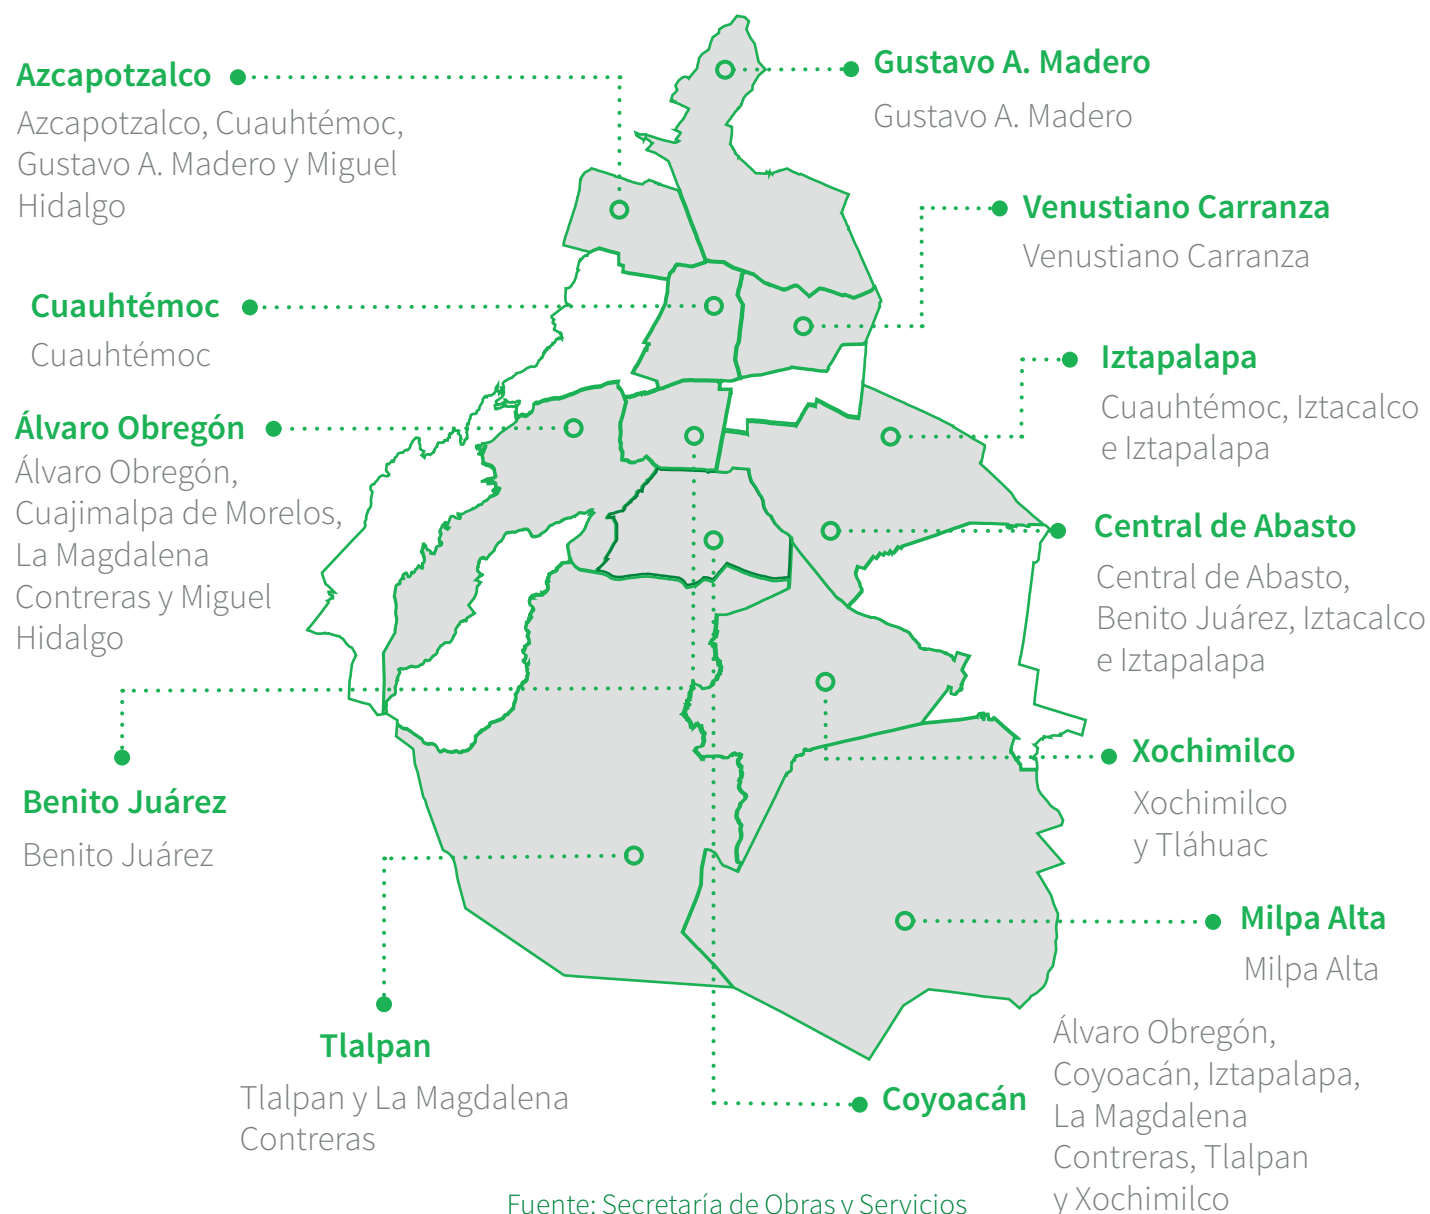 Azcapotzalco
Azcapotzalco, Cuauhtémoc,
Gustavo A. Madero y Miguel
Hidalgo
Gustavo A. Madero
Gustavo A. Madero
Venustiano Carranza
Venustiano Carranza
Cuauhtémoc
Cuauhtémoc
Iztapalapa
Cuauhtémoc, Iztacalco
e Iztapalapa
Álvaro Obregón
Álvaro Obregón,
Cuajimalpa de Morelos,
La Magdalena
Contreras y Miguel
Hidalgo
Central de Abasto
Central de Abasto,
Benito Juárez, Iztacalco
e Iztapalapa
Benito Juárez
Benito Juárez
Xochimilco
Xochimilco
y Tláhuac
Milpa Alta
Milpa Alta
Tlalpan
Tlalpan y La Magdalena
Contreras
Coyoacán
Álvaro Obregón,
Coyoacán, Iztapalapa,
La Magdalena
Contreras, Tlalpan
y Xochimilco
Fuente: Secretaría de Obras y Servicios